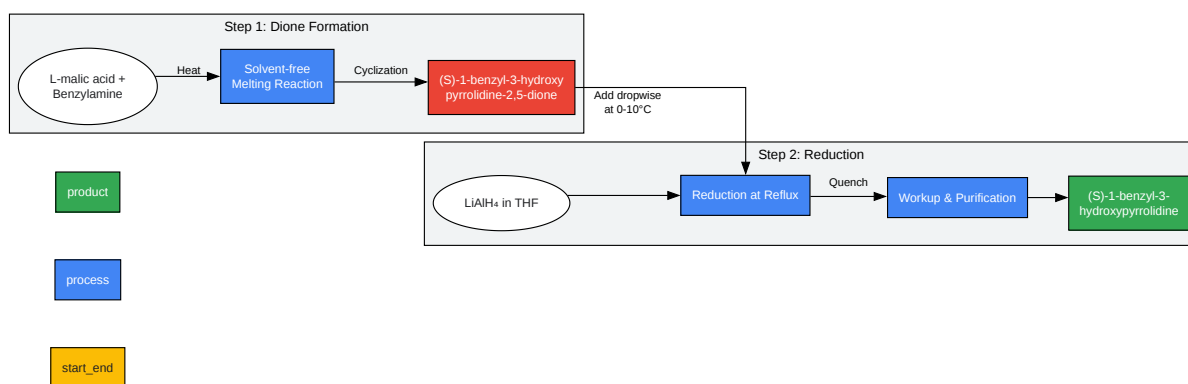 Step 1: Dione Formation
L-malic acid +
Benzylamine
Heat
Solvent-free
Melting Reaction
Cyclization
(S)-1-benzyl-3-hydroxy
pyrrolidine-2,5-dione
Add dropwise
at 0-10°C
Step 2: Reduction
LiAlH₄ in THF
Reduction at Reflux
Quench
Workup & Purification
(S)-1-benzyl-3-
hydroxypyrrolidine
product
process
start_end